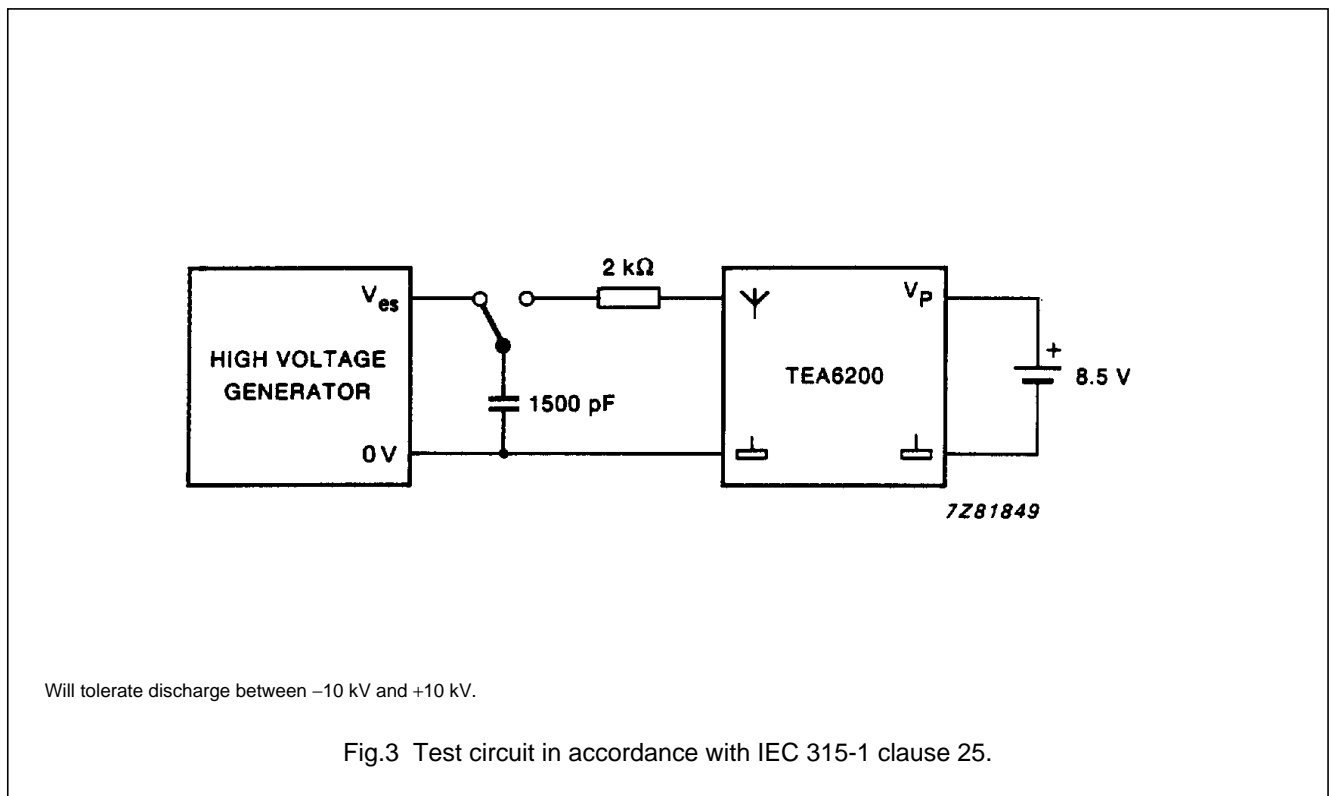 2 kΩ
Ves
VP
HIGH VOLTAGE
GENERATOR
+
TEA6200
8.5 V
1500 pF
0 V
7Z81849
Will tolerate discharge between −10 kV and +10 kV.
Fig.3 Test circuit in accordance with IEC 315-1 clause 25.